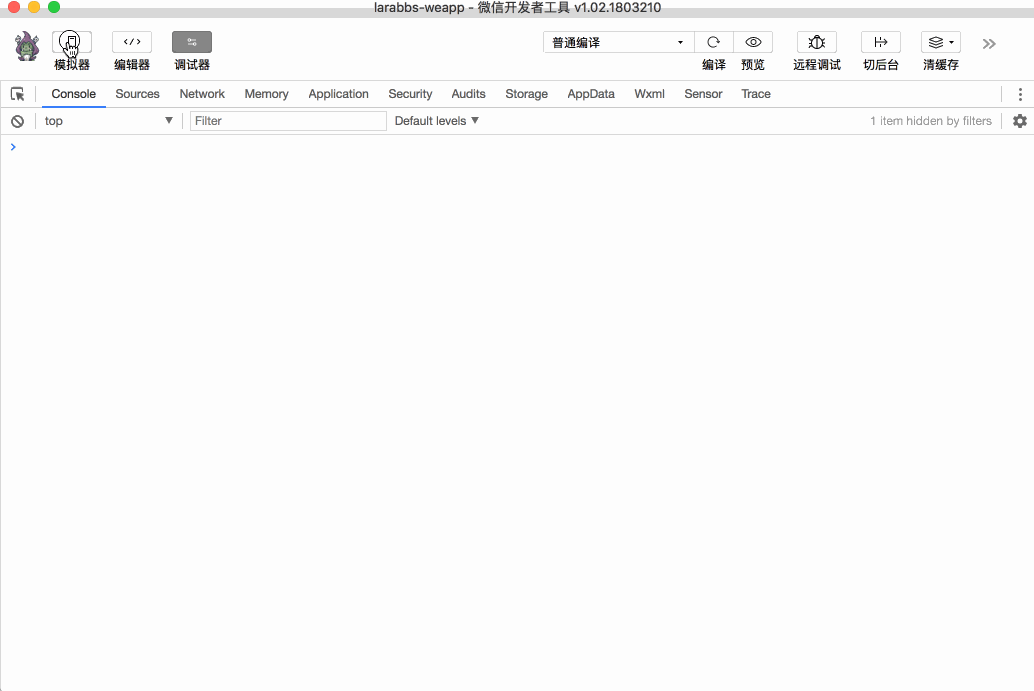 larabbs-weapp - 微信开发者工具 v1.02.1803210
模拟器 编辑器 调试器 普通编译 编译 预览 远程调试 切后台 清缓存
Console Sources Network Memory Application Security Audits Storage AppData Wxml Sensor Trace
top Filter Default levels 1 item hidden by filters